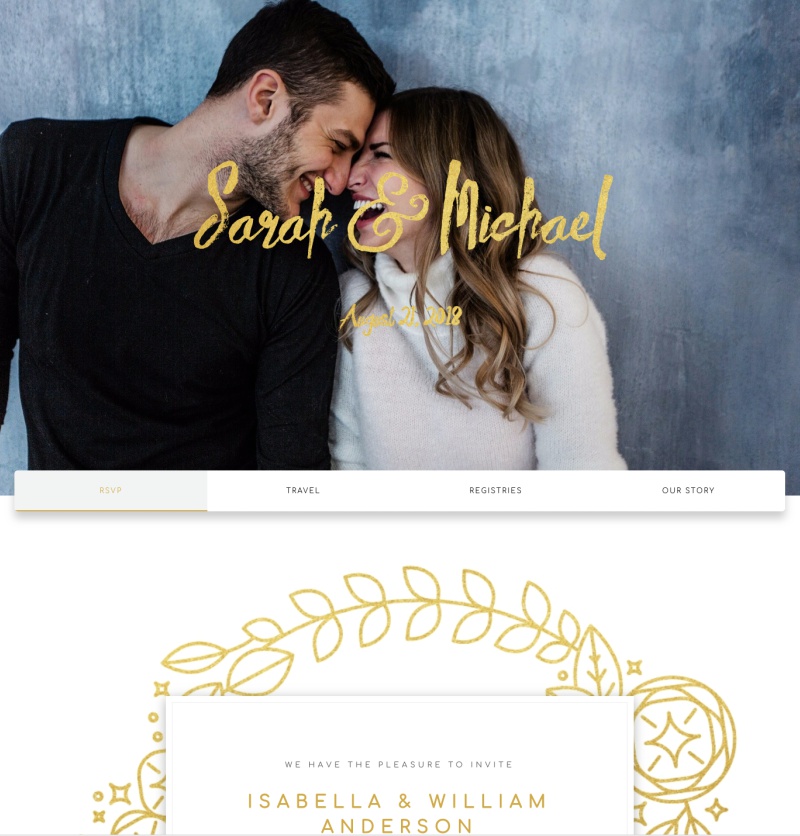 Sarah & Michael
August 21, 2018
RSVP
TRAVEL
REGISTRIES
OUR STORY
WE HAVE THE PLEASURE TO INVITE
ISABELLA & WILLIAM
ANDERSON